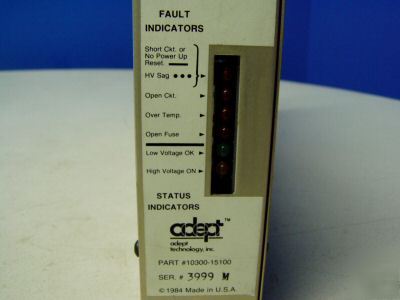 FAULT
INDICATORS
Short Ckt. or
No Power Up
Reset
HV Sag
Open Ckt.
Over Temp.
Open Fuse
Low Voltage OK
High Voltage ON
STATUS
INDICATORS
adept™
adept
technology, inc.
PART #10300-15100
SER. # 3999 M
© 1984 Made in U.S.A